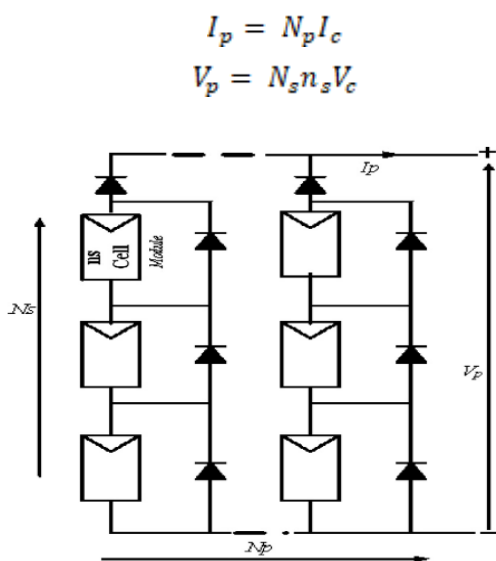 I_p = N_p I_c
V_p = N_s n_s V_c
Ip
+
ns
Cell
Module
Ns
Vp
Np